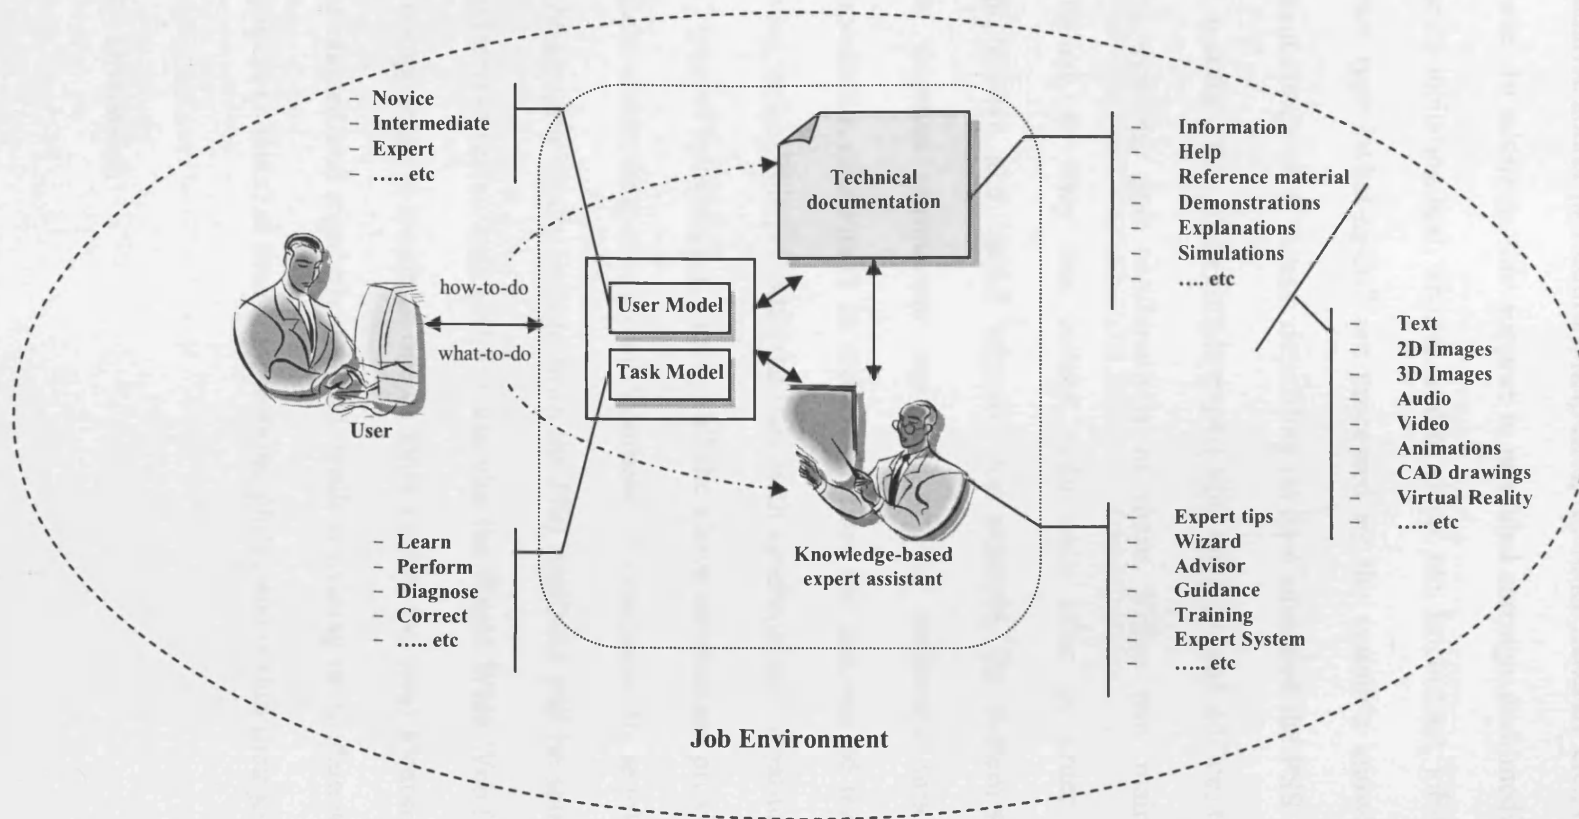 - Novice
- Intermediate
- Expert
- ..... etc
how-to-do
what-to-do
User
- Learn
- Perform
- Diagnose
- Correct
- ..... etc
User Model
Task Model
Technical
documentation
Knowledge-based
expert assistant
- Information
- Help
- Reference material
- Demonstrations
- Explanations
- Simulations
- .... etc
- Text
- 2D Images
- 3D Images
- Audio
- Video
- Animations
- CAD drawings
- Virtual Reality
- ..... etc
- Expert tips
- Wizard
- Advisor
- Guidance
- Training
- Expert System
- ..... etc
Job Environment